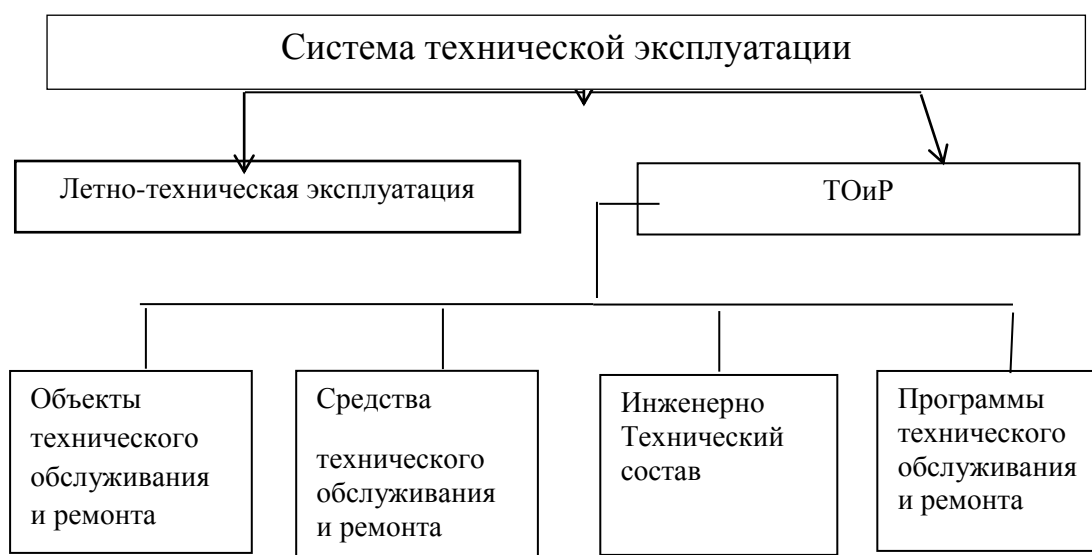 Система технической эксплуатации
Летно-техническая эксплуатация
ТОиР
Объекты
технического
обслуживания
и ремонта
Средства
технического
обслуживания
и ремонта
Инженерно
Технический
состав
Программы
технического
обслуживания
и ремонта